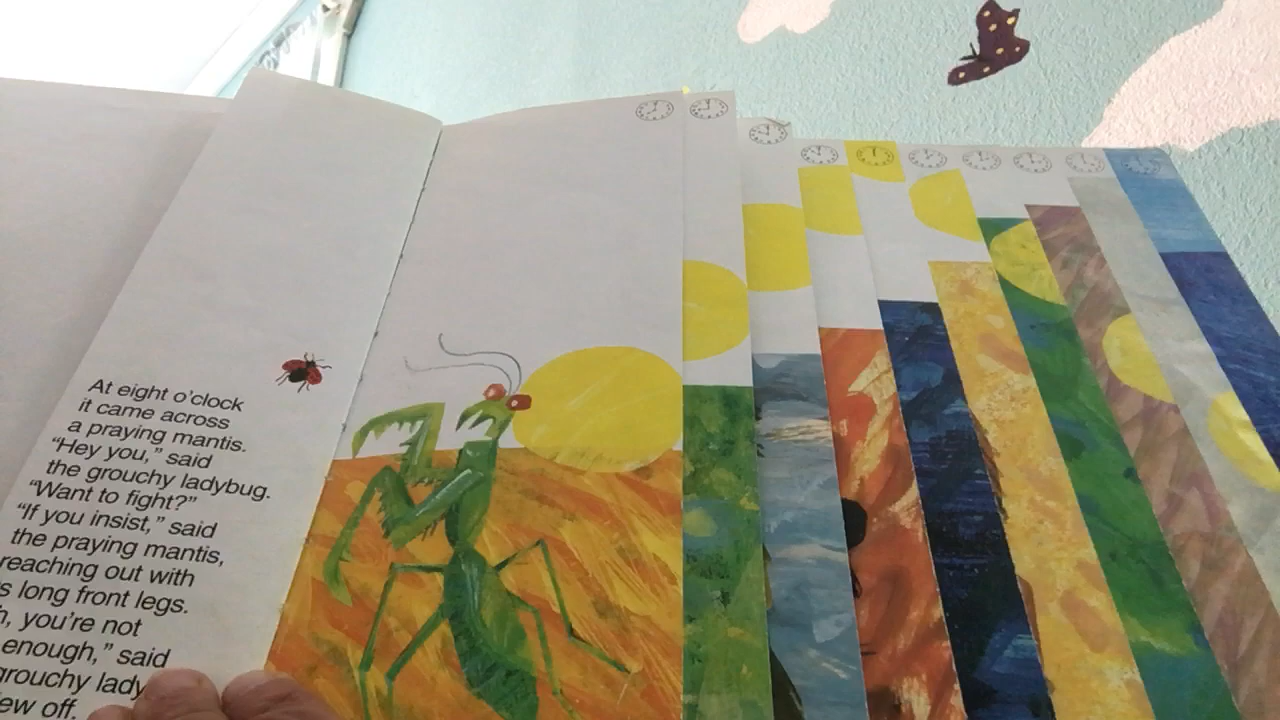 At eight o'clock
it came across
a praying mantis.
"Hey you," said
the grouchy ladybug.
"Want to fight?"
"If you insist," said
the praying mantis,
reaching out with
long front legs.
you're not
enough," said
grouchy lady
off.